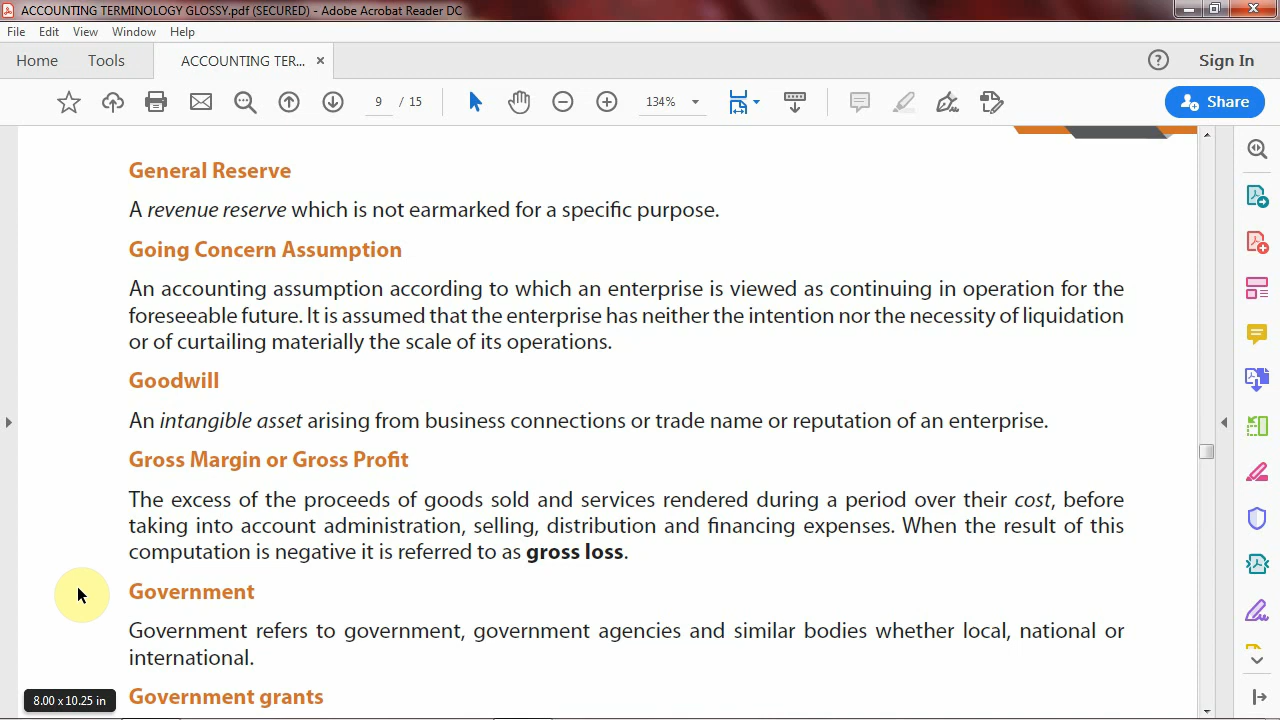 ACCOUNTING TERMINOLOGY GLOSSY.pdf (SECURED) - Adobe Acrobat Reader DC
File Edit View Window Help
Home Tools ACCOUNTING TER... × Sign In
9 / 15 134% Share
General Reserve
A revenue reserve which is not earmarked for a specific purpose.
Going Concern Assumption
An accounting assumption according to which an enterprise is viewed as continuing in operation for the
foreseeable future. It is assumed that the enterprise has neither the intention nor the necessity of liquidation
or of curtailing materially the scale of its operations.
Goodwill
An intangible asset arising from business connections or trade name or reputation of an enterprise.
Gross Margin or Gross Profit
The excess of the proceeds of goods sold and services rendered during a period over their cost, before
taking into account administration, selling, distribution and financing expenses. When the result of this
computation is negative it is referred to as gross loss.
Government
Government refers to government, government agencies and similar bodies whether local, national or
international.
8.00 x 10.25 in
Government grants